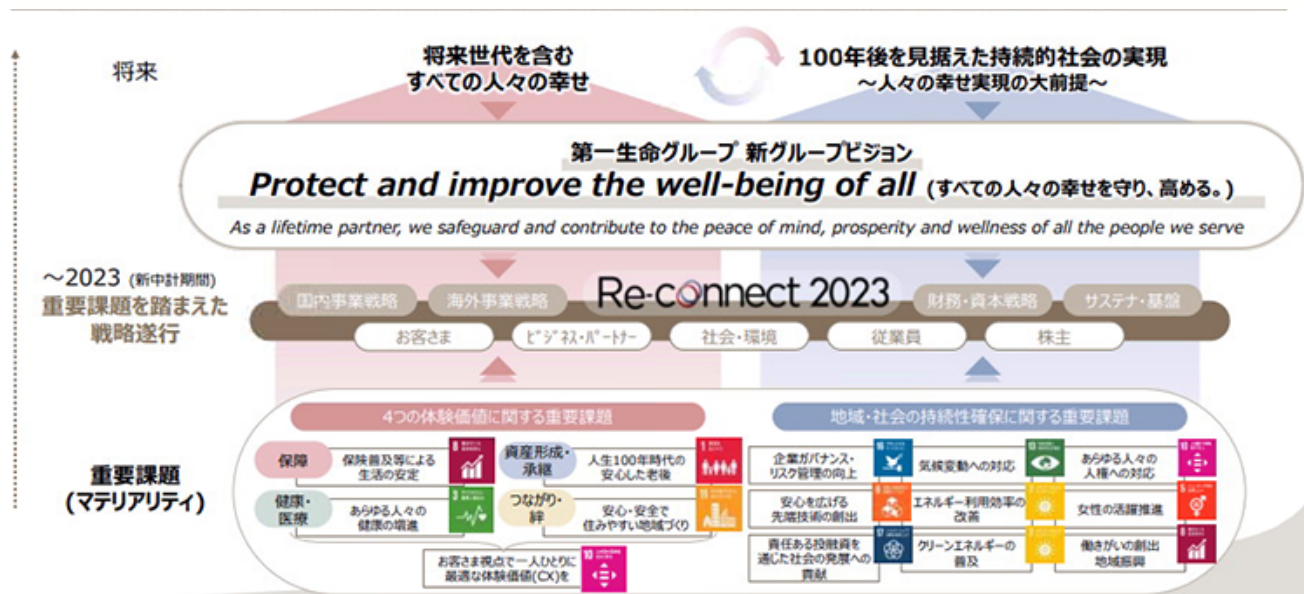 将来
将来世代を含む
すべての人々の幸せ
100年後を見据えた持続的社会の実現
～人々の幸せ実現の大前提～
第一生命グループ 新グループビジョン
Protect and improve the well-being of all (すべての人々の幸せを守り、高める。)
As a lifetime partner, we safeguard and contribute to the peace of mind, prosperity and wellness of all the people we serve
～2023 (新中計期間)
重要課題を踏まえた
戦略遂行
国内事業戦略
海外事業戦略
Re-connect 2023
財務・資本戦略
サステナ・基盤
お客さま
ビジネス・パートナー
社会・環境
従業員
株主
重要課題
(マテリアリティ)
4つの体験価値に関する重要課題
保障
保険普及等による
生活の安定
8
資産形成・
承継
人生100年時代の
安心した老後
1
健康・
医療
あらゆる人々の
健康の増進
3
つながり・
絆
安心・安全で
住みやすい地域づくり
11
お客さま視点で一人ひとりに
最適な体験価値(CX)を
10
地域・社会の持続性確保に関する重要課題
企業ガバナンス・
リスク管理の向上
16
気候変動への対応
13
あらゆる人々の
人権への対応
10
安心を広げる
先端技術の創出
エネルギー利用効率の
改善
7
女性の活躍推進
5
責任ある投融資を
通じた社会の発展への
貢献
17
クリーンエネルギーの
普及
7
働きがいの創出
地域振興
8